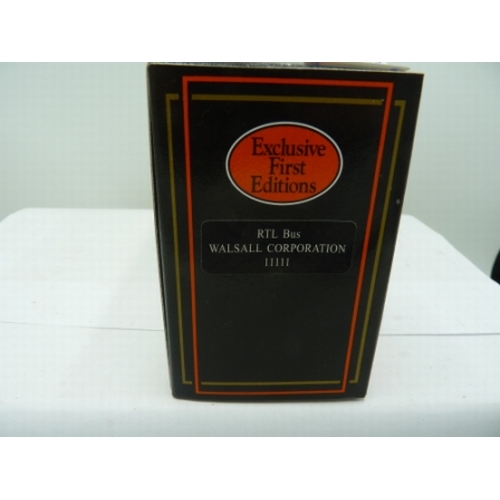 Exclusive
First
Editions
RTL Bus
WALSALL CORPORATION
11111